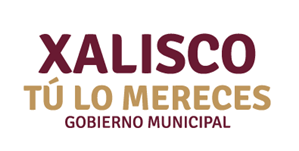 XALISCO
TÚ LO MERECES
GOBIERNO MUNICIPAL